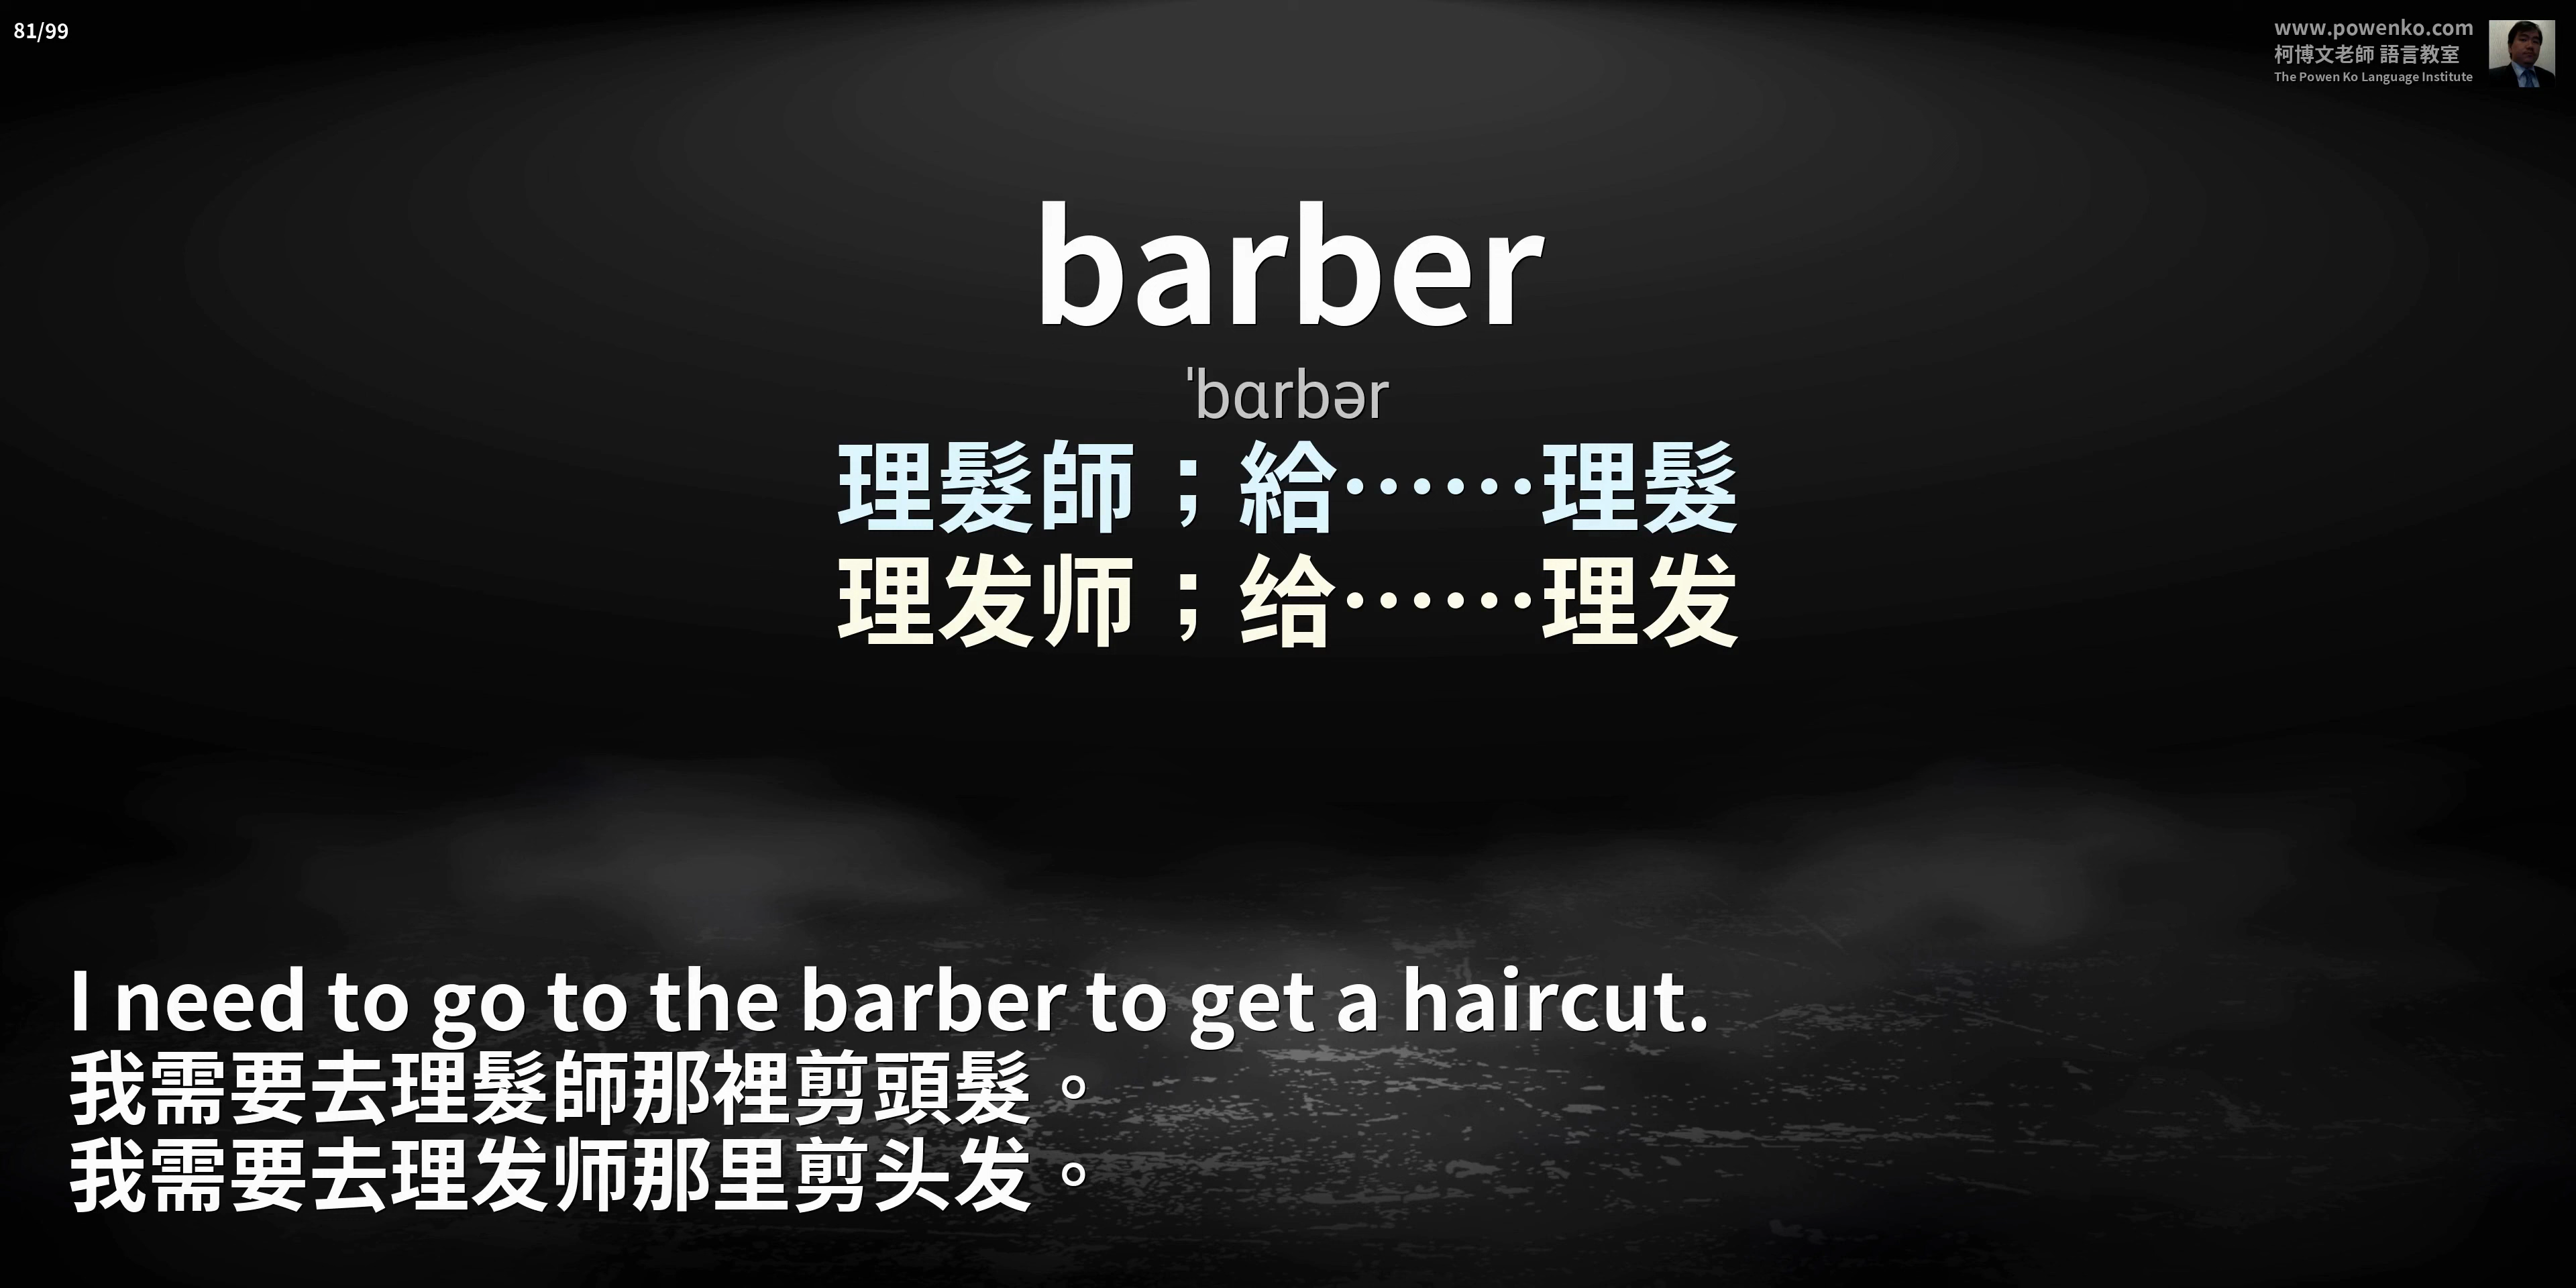 81/99
www.powenko.com
柯博文老師 語言教室
The Powen Ko Language Institute
barber
ˈbɑrbər
理髮師；給……理髮
理发师；给……理发
I need to go to the barber to get a haircut.
我需要去理髮師那裡剪頭髮。
我需要去理发师那里剪头发。